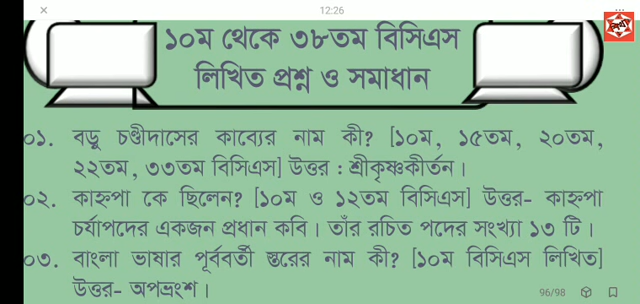 12:26
১০ম থেকে ৩৮তম বিসিএস
লিখিত প্রশ্ন ও সমাধান
০১. বড়ু চণ্ডীদাসের কাব্যের নাম কী? [১০ম, ১৫তম, ২০তম,
২২তম, ৩৩তম বিসিএস] উত্তর : শ্রীকৃষ্ণকীর্তন।
০২. কাহ্নপা কে ছিলেন? [১০ম ও ১২তম বিসিএস] উত্তর- কাহ্নপা
চর্যাপদের একজন প্রধান কবি। তাঁর রচিত পদের সংখ্যা ১৩ টি।
০৩. বাংলা ভাষার পূর্ববর্তী স্তরের নাম কী? [১০ম বিসিএস লিখিত]
উত্তর- অপভ্রংশ।
96/98